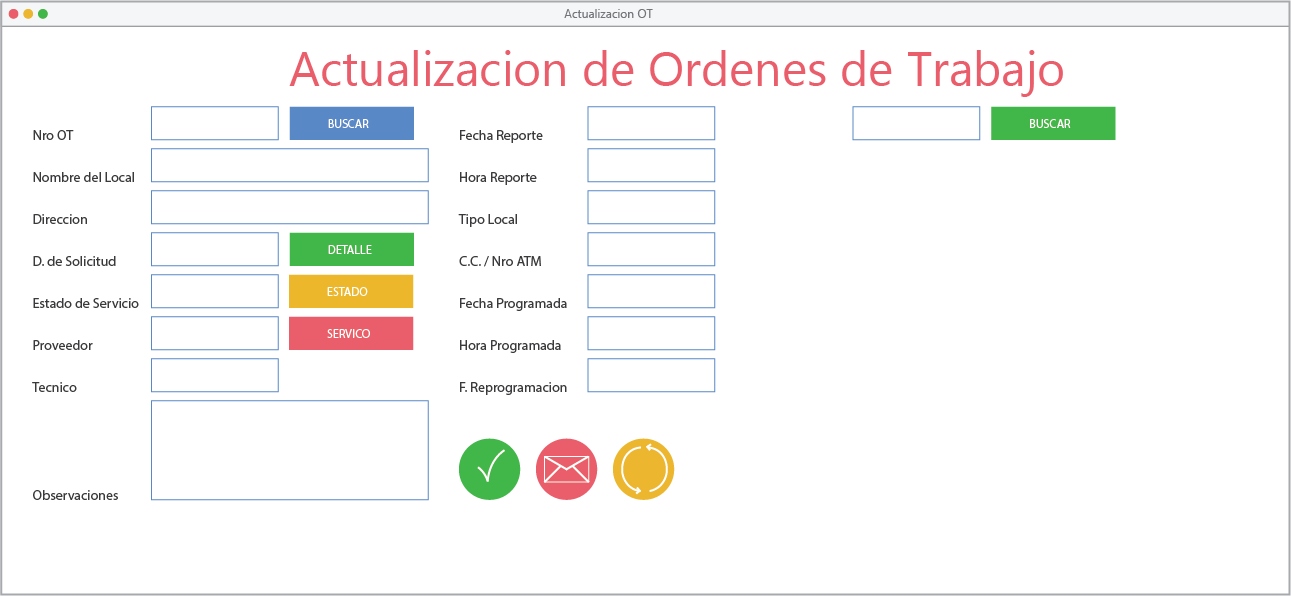 Actualizacion OT
Actualizacion de Ordenes de Trabajo
Nro OT
BUSCAR
Fecha Reporte
BUSCAR
Nombre del Local
Hora Reporte
Direccion
Tipo Local
D. de Solicitud
DETALLE
C.C. / Nro ATM
Estado de Servicio
ESTADO
Fecha Programada
Proveedor
SERVICO
Hora Programada
Tecnico
F. Reprogramacion
Observaciones